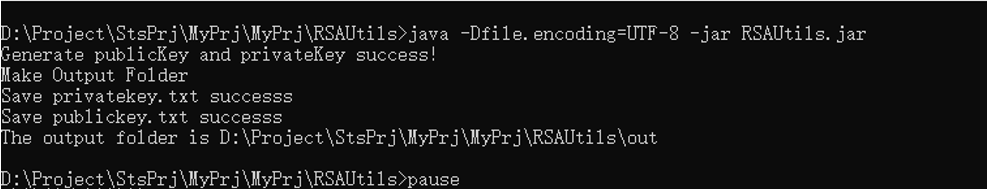 D:\Project\StsPrj\MyPrj\MyPrj\RSAUtils>java -Dfile.encoding=UTF-8 -jar RSAUtils.jar
Generate publicKey and privateKey success!
Make Output Folder
Save privatekey.txt successs
Save publickey.txt successs
The output folder is D:\Project\StsPrj\MyPrj\MyPrj\RSAUtils\out
D:\Project\StsPrj\MyPrj\MyPrj\RSAUtils>pause